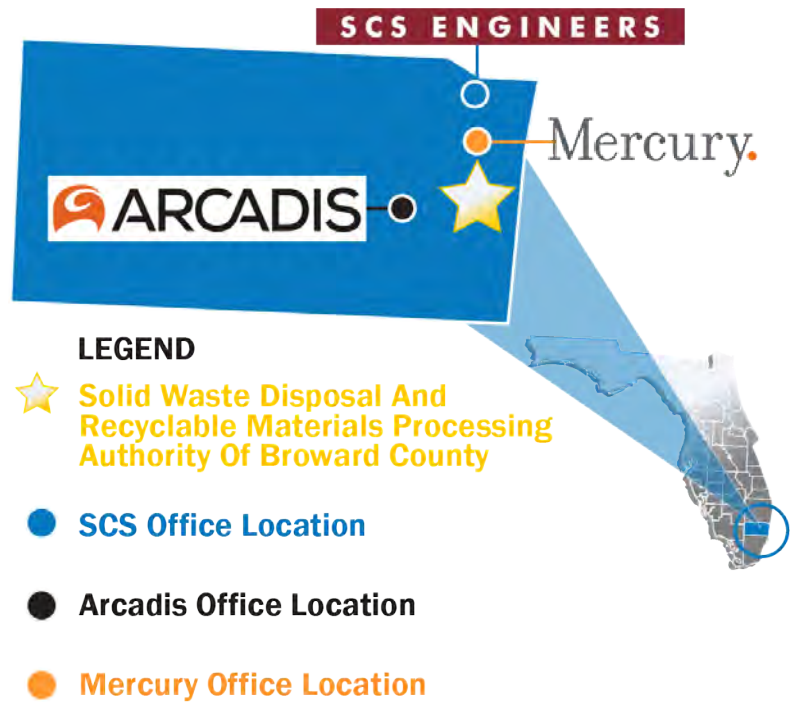 SCS ENGINEERS
Mercury.
ARCADIS
LEGEND
Solid Waste Disposal And
Recyclable Materials Processing
Authority Of Broward County
SCS Office Location
Arcadis Office Location
Mercury Office Location